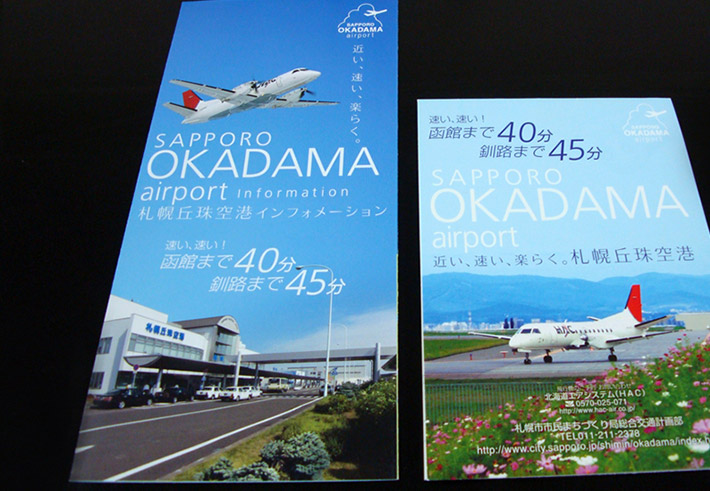 SAPPORO
OKADAMA
airport
近い、速い、楽らく。
HAC
SAPPORO
OKADAMA
airport Information
札幌丘珠空港インフォメーション
速い、速い!
函館まで40分
釧路まで45分
札幌丘珠空港
SAPPORO
OKADAMA
airport
速い、速い!
函館まで40分
釧路まで45分
SAPPORO
OKADAMA
airport
近い、速い、楽らく。札幌丘珠空港
HAC
北海道エアシステム(HAC)
0570-025-071
http://www.hac-air.co.jp/
札幌市市民まちづくり局総合交通計画部
TEL011-211-2378
http://www.city.sapporo.jp/shimin/okadama/index.h